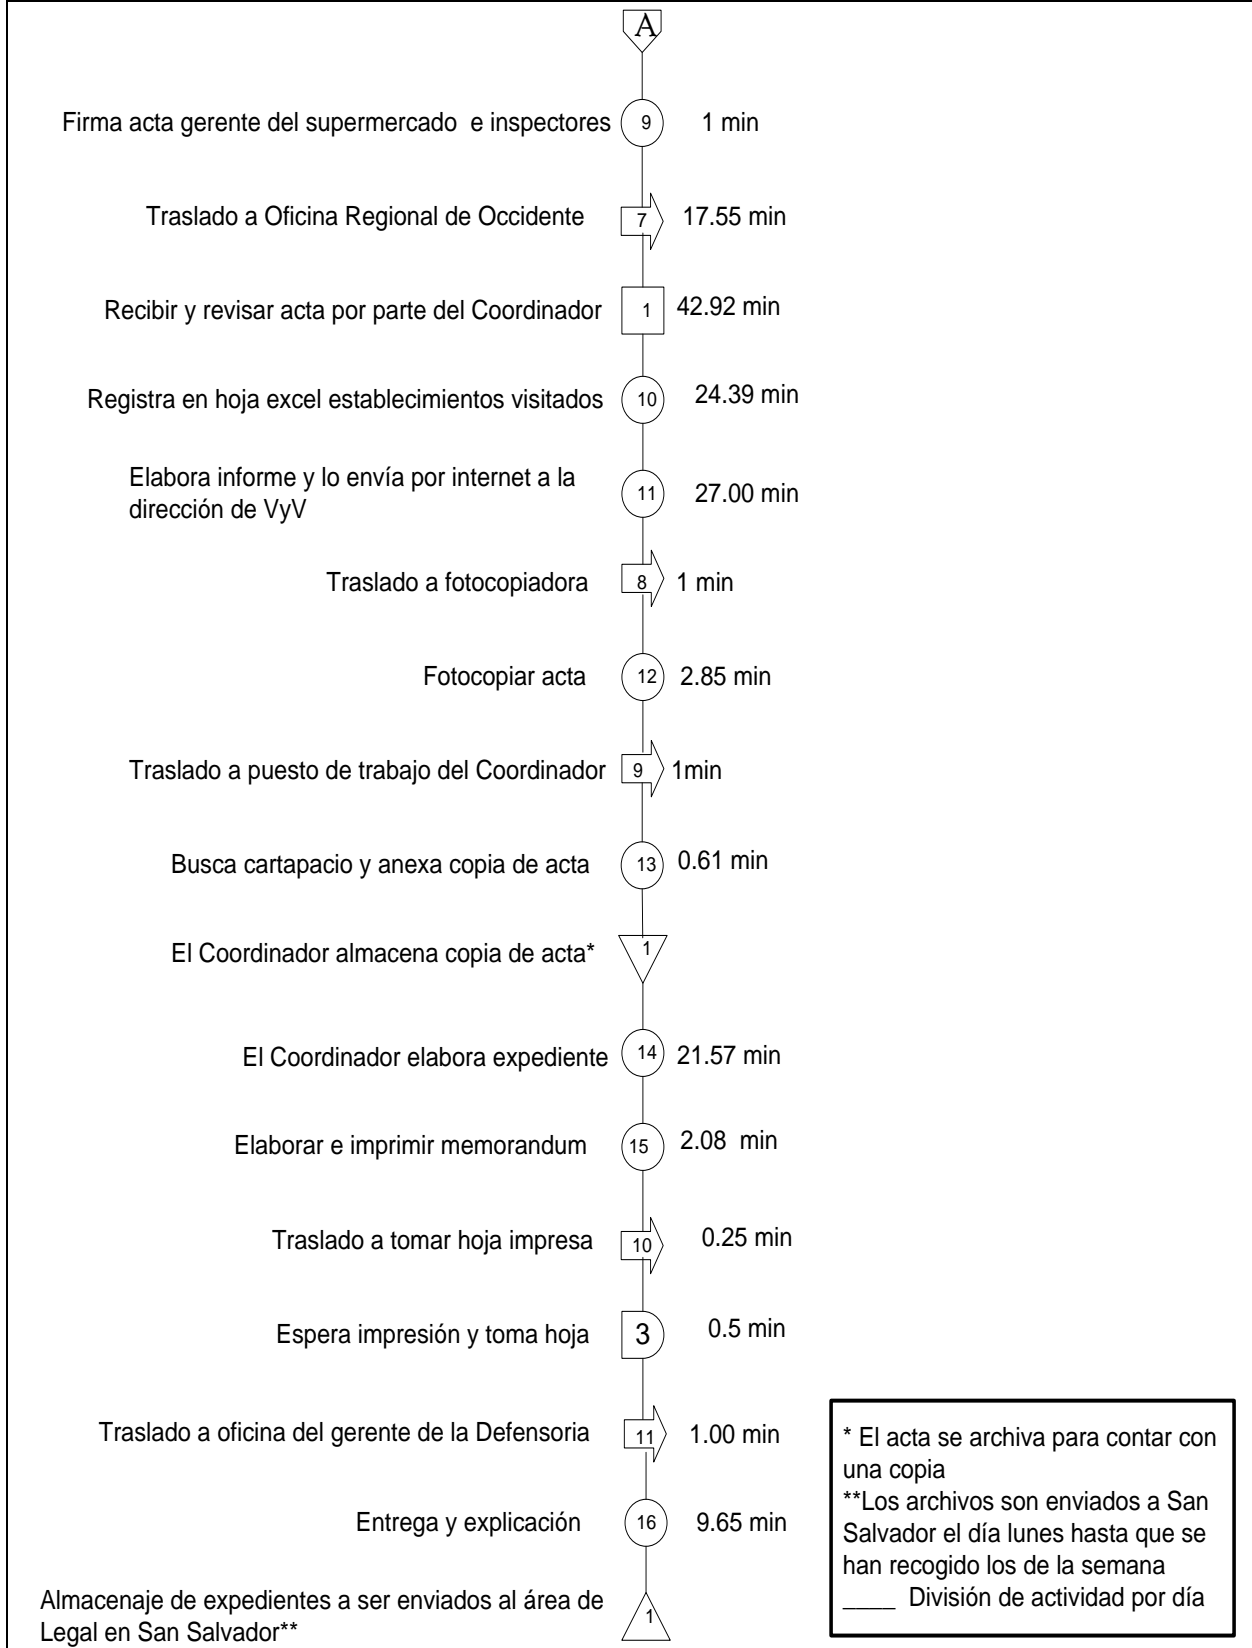 A
Firma acta gerente del supermercado e inspectores 9 1 min
Traslado a Oficina Regional de Occidente 7 17.55 min
Recibir y revisar acta por parte del Coordinador 1 42.92 min
Registra en hoja excel establecimientos visitados 10 24.39 min
Elabora informe y lo envía por internet a la
dirección de VyV
11 27.00 min
Traslado a fotocopiadora 8 1 min
Fotocopiar acta 12 2.85 min
Traslado a puesto de trabajo del Coordinador 9 1min
Busca cartapacio y anexa copia de acta 13 0.61 min
El Coordinador almacena copia de acta* 1
El Coordinador elabora expediente 14 21.57 min
Elaborar e imprimir memorandum 15 2.08 min
Traslado a tomar hoja impresa 10 0.25 min
Espera impresión y toma hoja 3 0.5 min
Traslado a oficina del gerente de la Defensoria 11 1.00 min
Entrega y explicación 16 9.65 min
Almacenaje de expedientes a ser enviados al área de
Legal en San Salvador**
1
* El acta se archiva para contar con
una copia
**Los archivos son enviados a San
Salvador el día lunes hasta que se
han recogido los de la semana
____ División de actividad por día